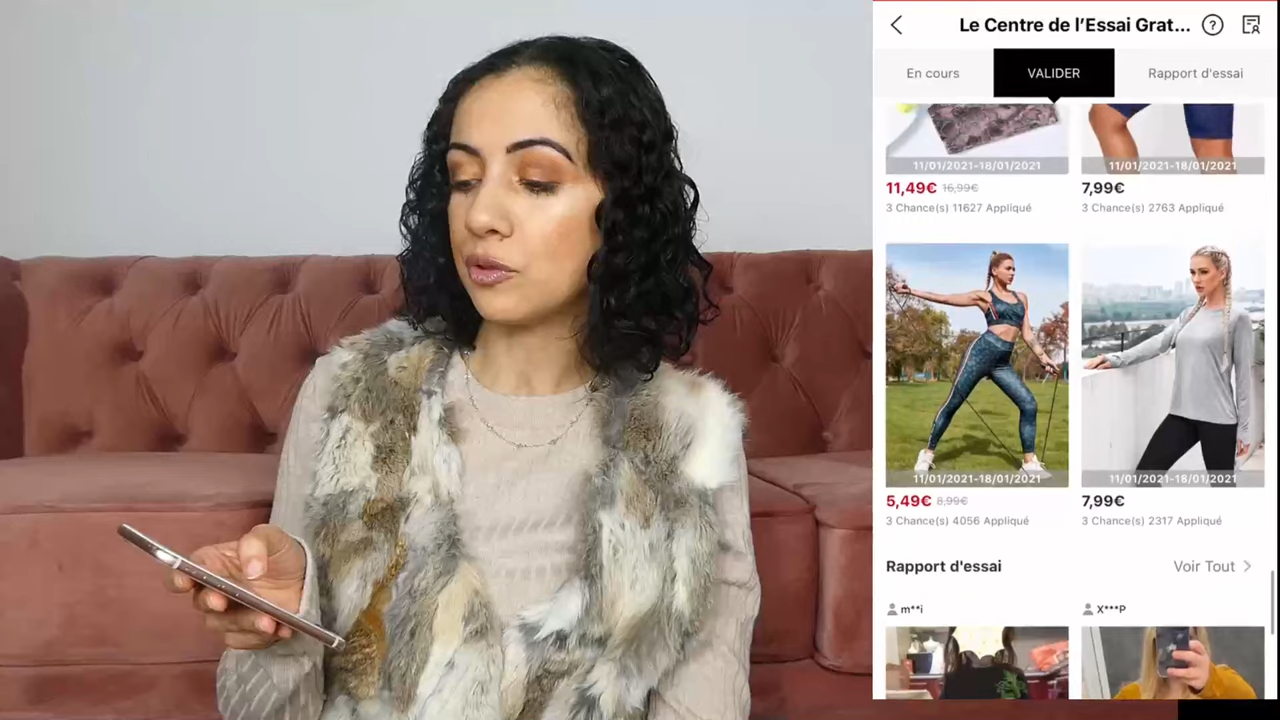 Le Centre de l’Essai Grat...
En cours
VALIDER
Rapport d'essai
11/01/2021-18/01/2021
11/01/2021-18/01/2021
11,49€ 16,99€
7,99€
3 Chance(s) 11627 Appliqué
3 Chance(s) 2763 Appliqué
11/01/2021-18/01/2021
11/01/2021-18/01/2021
5,49€ 8,99€
7,99€
3 Chance(s) 4056 Appliqué
3 Chance(s) 2317 Appliqué
Rapport d'essai
Voir Tout
m**i
X***P